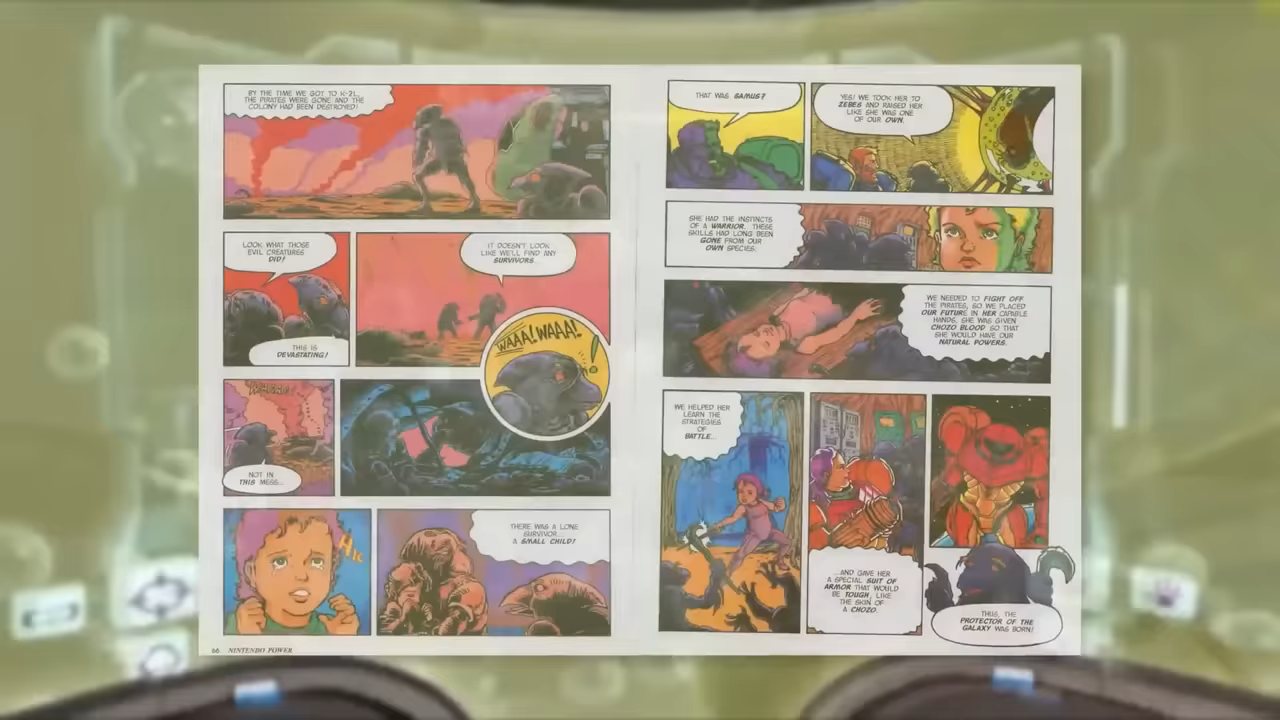 BY THE TIME WE GOT TO K-2L,
THE PIRATES WERE GONE AND THE
COLONY HAD BEEN DESTROYED!
LOOK WHAT THOSE
EVIL CREATURES
DID!
THIS IS
DEVASTATING!
IT DOESN'T LOOK
LIKE WE'LL FIND ANY
SURVIVORS...
WAAA! WAAA!
NOT IN
THIS MESS...
THERE WAS A LONE
SURVIVOR...
A SMALL CHILD!
66 NINTENDO POWER
THAT WAS SAMUS?
YES! WE TOOK HER TO
ZEBES AND RAISED HER
LIKE SHE WAS ONE
OF OUR OWN.
SHE HAD THE INSTINCTS
OF A WARRIOR. THESE
SKILLS HAD LONG BEEN
GONE FROM OUR
OWN SPECIES.
WE NEEDED TO FIGHT OFF
THE PIRATES, SO WE PLACED
OUR FUTURE IN HER CAPABLE
HANDS. SHE WAS GIVEN
CHOZO BLOOD SO THAT
SHE WOULD HAVE OUR
NATURAL POWERS.
WE HELPED HER
LEARN THE
STRATEGIES
OF
BATTLE...
...AND GAVE HER
A SPECIAL SUIT OF
ARMOR THAT WOULD
BE TOUGH, LIKE
THE SKIN OF
A CHOZO.
THUS, THE
PROTECTOR OF THE
GALAXY WAS BORN!